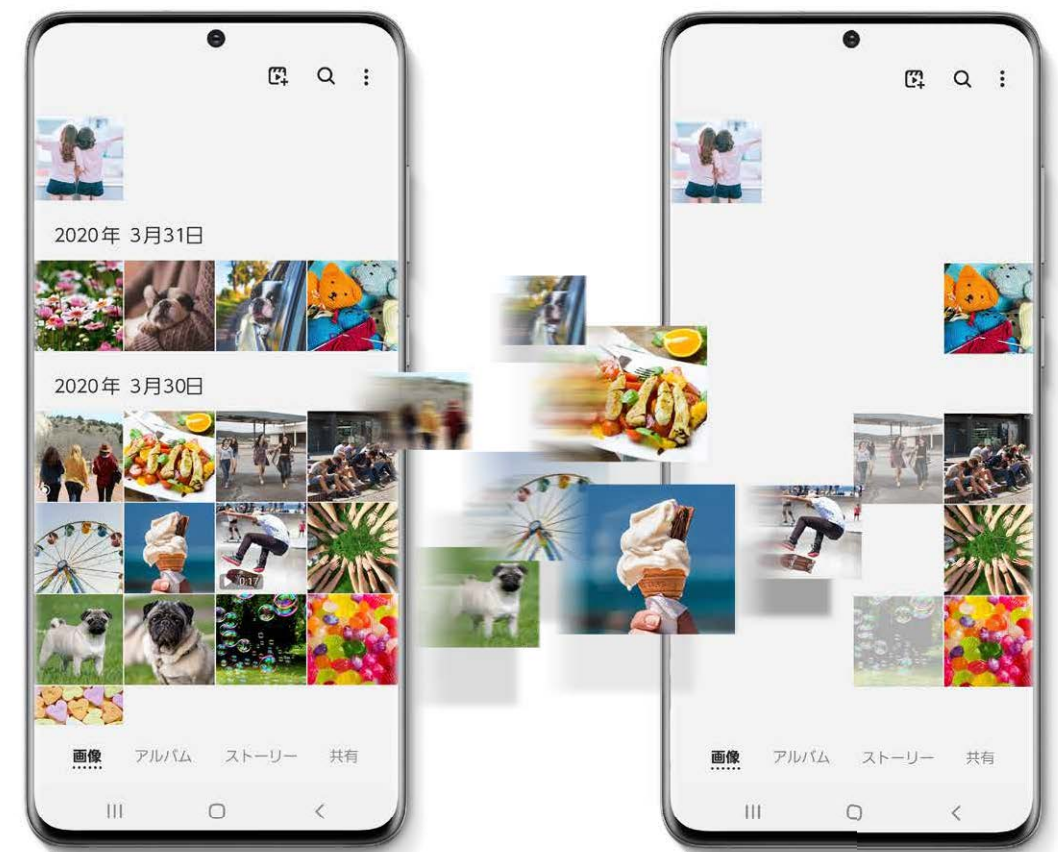 2020年 3月31日
2020年 3月30日
0:17
画像 アルバム ストーリー 共有
画像 アルバム ストーリー 共有